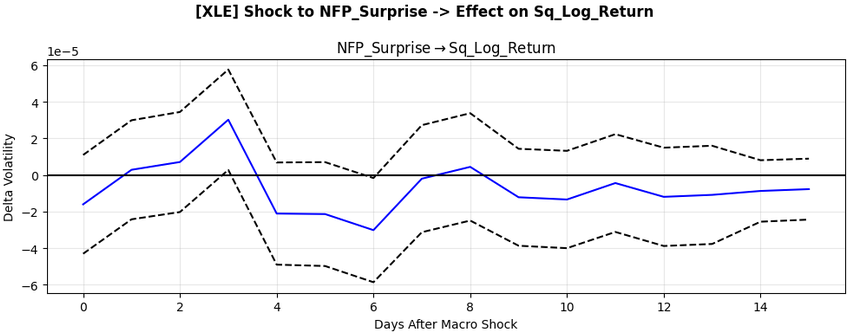 [XLE] Shock to NFP_Surprise -> Effect on Sq_Log_Return
NFP_Surprise→Sq_Log_Return
1e−5
6
4
2
0
−2
−4
−6
Delta Volatility
0 2 4 6 8 10 12 14
Days After Macro Shock